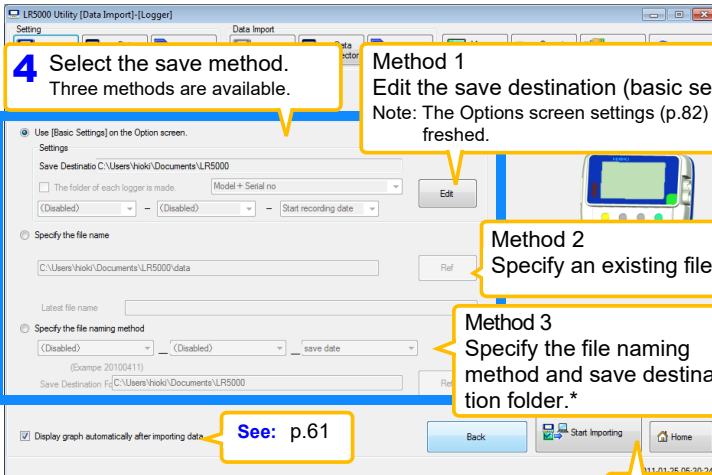 LR5000 Utility [Data Import]-[Logger]
Setting
Data Import
4 Select the save method.
Three methods are available.
Method 1
Edit the save destination (basic se
Note: The Options screen settings (p.82)
freshed.
Use [Basic Settings] on the Option screen.
Settings
Save Destinatio C:\Users\hioki\Documents\LR5000
The folder of each logger is made. Model + Serial no
Edit
(Disabled) – (Disabled) – Start recording date
HIOKI
Specify the file name
Method 2
Specify an existing file
C:\Users\hioki\Documents\LR5000\data Ref
Latest file name
Specify the file naming method
Method 3
Specify the file naming
method and save destina
tion folder.*
(Disabled) __ (Disabled) __ save date
(Exampe 20100411)
Save Destination Fo C:\Users\hioki\Documents\LR5000 Re
Display graph automatically after importing data
See: p.61
Back Start Importing Home